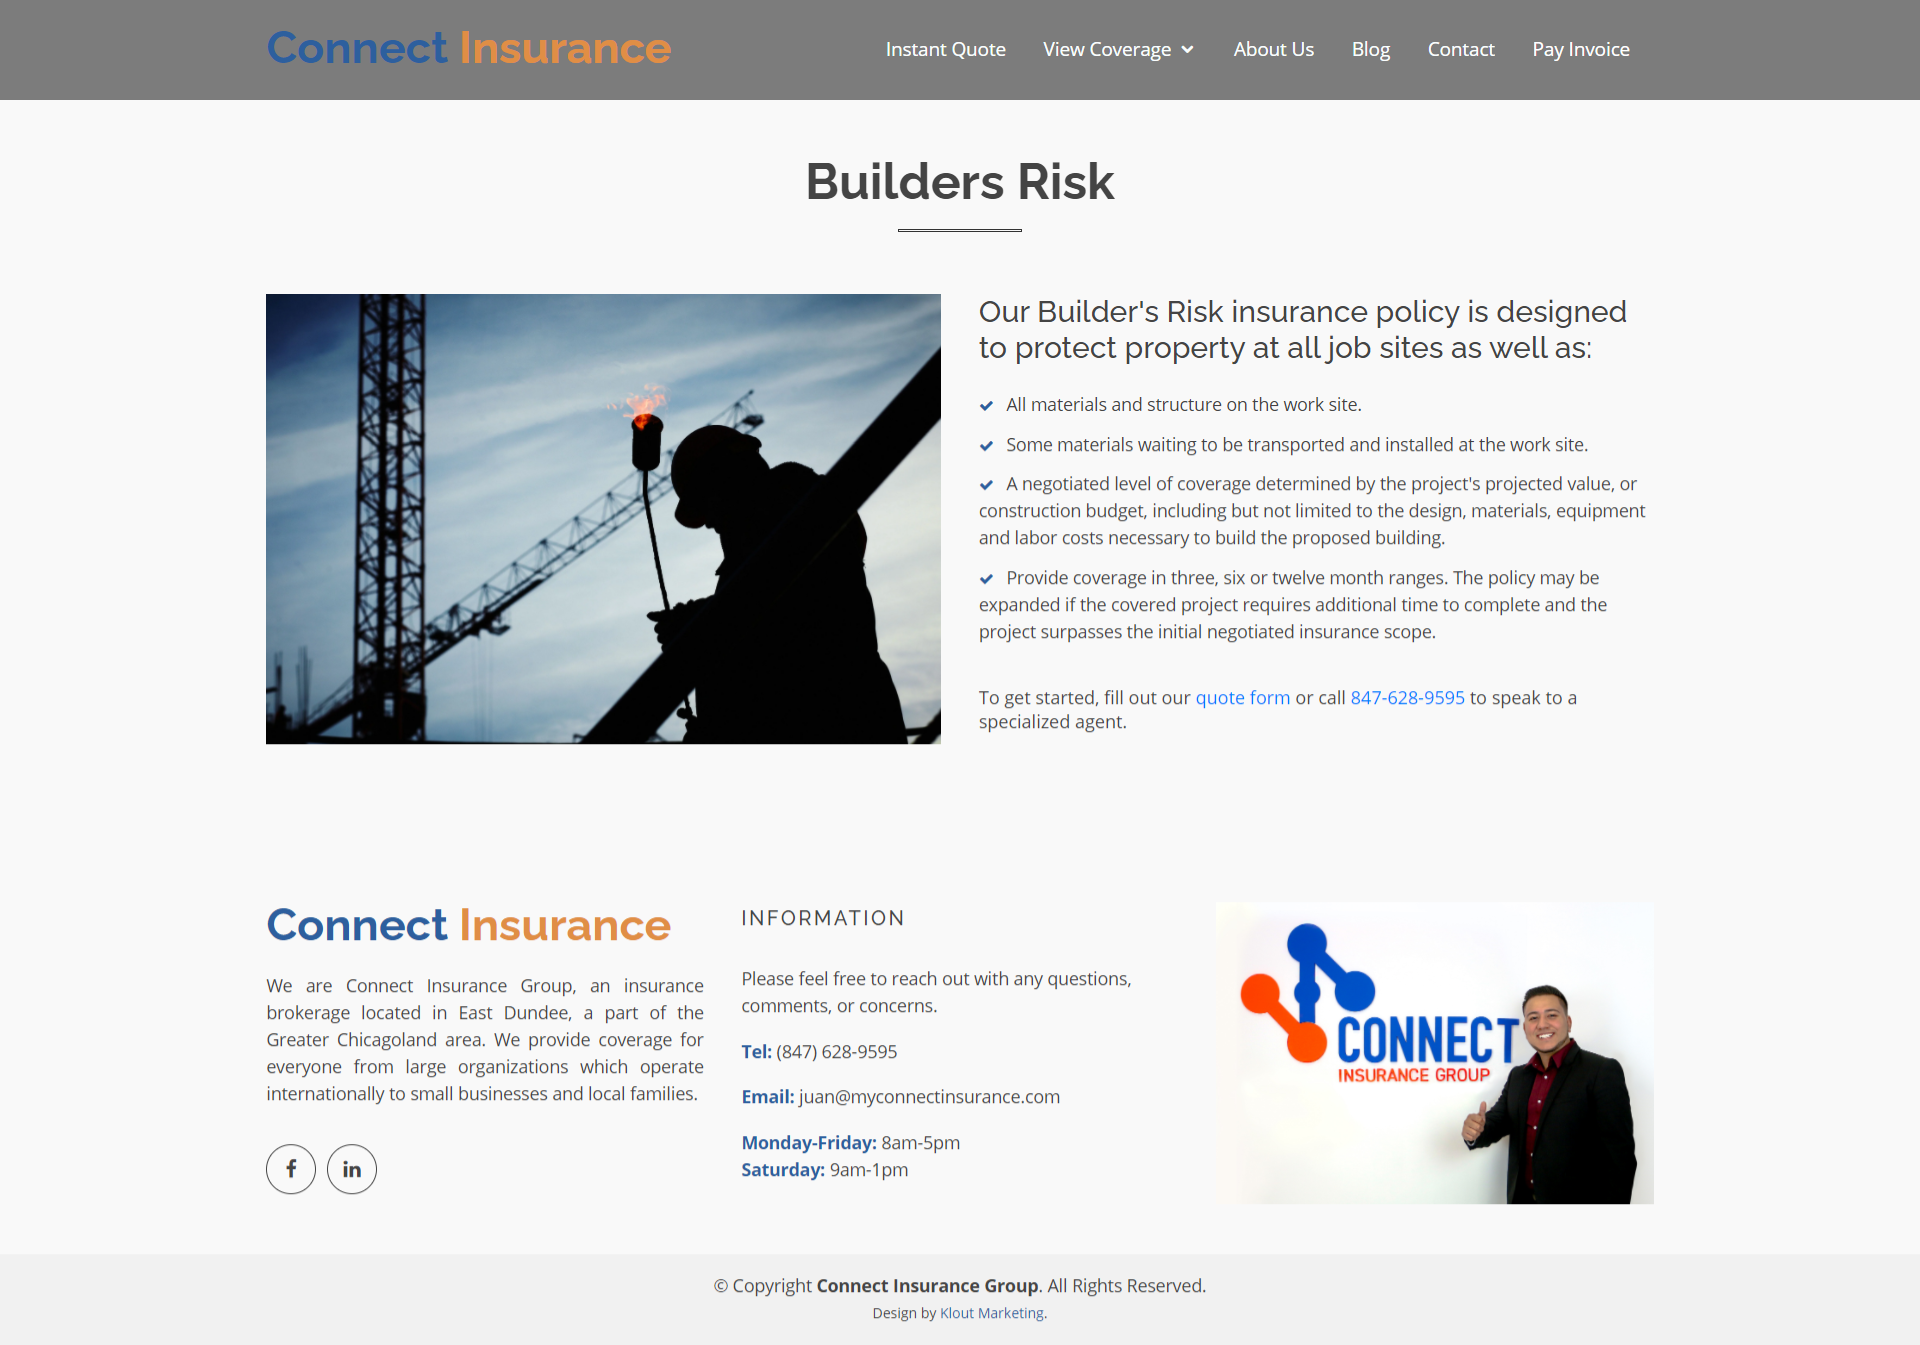 Connect Insurance
Instant Quote
View Coverage
About Us
Blog
Contact
Pay Invoice
Builders Risk
Our Builder's Risk insurance policy is designed
to protect property at all job sites as well as:
All materials and structure on the work site.
Some materials waiting to be transported and installed at the work site.
A negotiated level of coverage determined by the project's projected value, or
construction budget, including but not limited to the design, materials, equipment
and labor costs necessary to build the proposed building.
Provide coverage in three, six or twelve month ranges. The policy may be
expanded if the covered project requires additional time to complete and the
project surpasses the initial negotiated insurance scope.
To get started, fill out our quote form or call 847-628-9595 to speak to a
specialized agent.
Connect Insurance
We are Connect Insurance Group, an insurance
brokerage located in East Dundee, a part of the
Greater Chicagoland area. We provide coverage for
everyone from large organizations which operate
internationally to small businesses and local families.
INFORMATION
Please feel free to reach out with any questions,
comments, or concerns.
Tel: (847) 628-9595
Email: juan@myconnectinsurance.com
Monday-Friday: 8am-5pm
Saturday: 9am-1pm
CONNECT
INSURANCE GROUP
© Copyright Connect Insurance Group. All Rights Reserved.
Design by Klout Marketing.